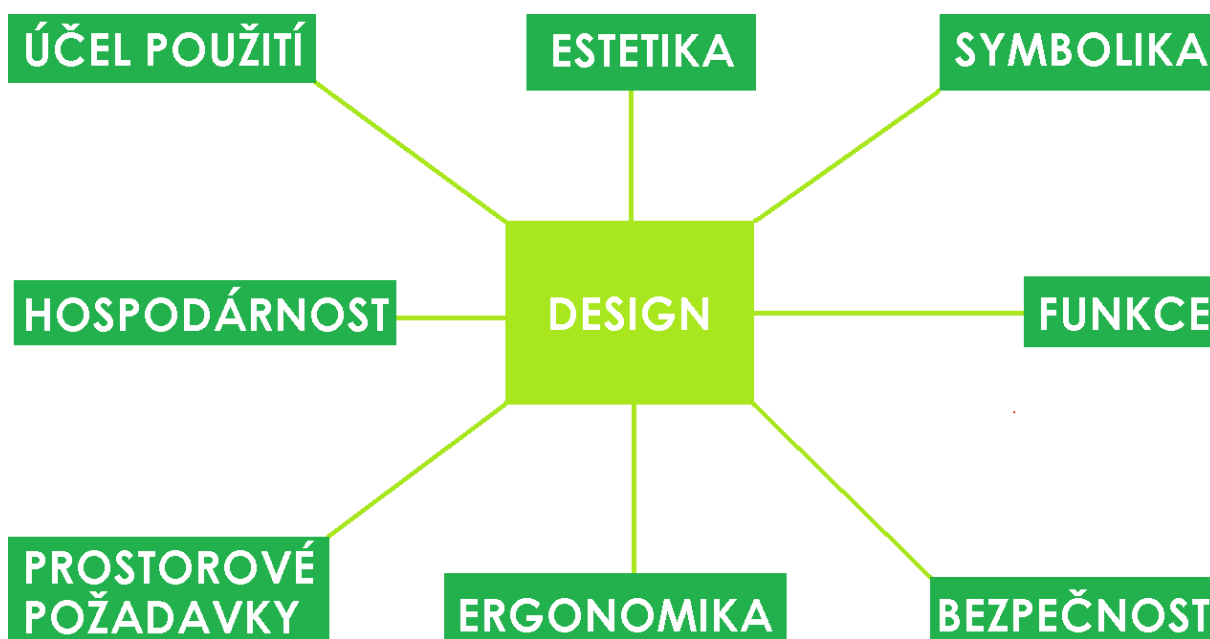 ÚČEL POUŽITÍ
ESTETIKA
SYMBOLIKA
HOSPODÁRNOST
DESIGN
FUNKCE
PROSTOROVÉ
POŽADAVKY
ERGONOMIKA
BEZPEČNOST